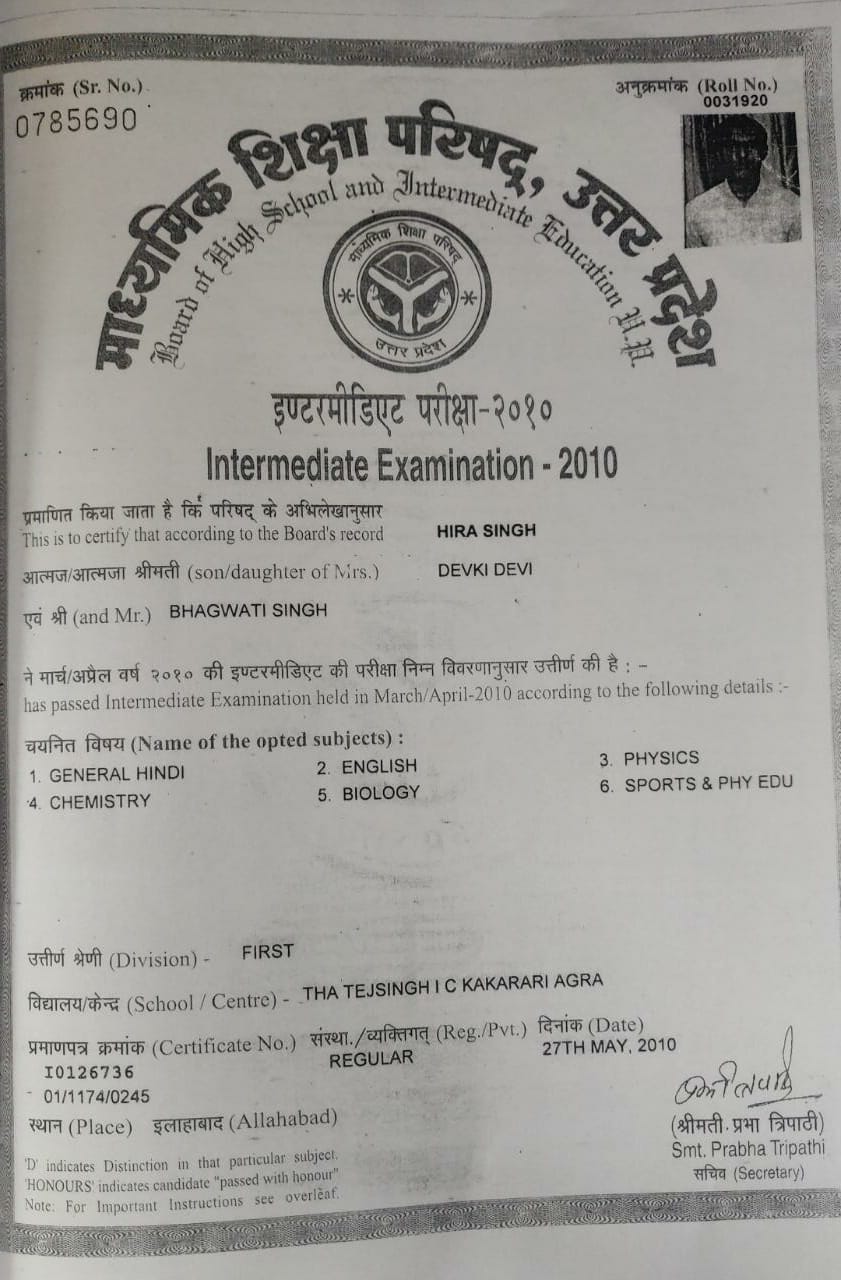 क्रमांक (Sr. No.)
0785690
अनुक्रमांक (Roll No.)
0031920
माध्यमिक शिक्षा परिषद्, उत्तर प्रदेश
Board of High School and Intermediate Education U.P.
माध्यमिक शिक्षा परिषद्
उत्तर प्रदेश
इण्टरमीडिएट परीक्षा-२०१०
Intermediate Examination - 2010
प्रमाणित किया जाता है कि परिषद् के अभिलेखानुसार
This is to certify that according to the Board's record HIRA SINGH
आत्मज/आत्मजा श्रीमती (son/daughter of Mrs.) DEVKI DEVI
एवं श्री (and Mr.) BHAGWATI SINGH
ने मार्च/अप्रैल वर्ष २०१० की इण्टरमीडिएट की परीक्षा निम्न विवरणानुसार उत्तीर्ण की है : –
has passed Intermediate Examination held in March/April-2010 according to the following details :-
चयनित विषय (Name of the opted subjects) :
1. GENERAL HINDI 2. ENGLISH 3. PHYSICS
4. CHEMISTRY 5. BIOLOGY 6. SPORTS & PHY EDU
उत्तीर्ण श्रेणी (Division) - FIRST
विद्यालय/केन्द्र (School / Centre) - THA TEJSINGH I C KAKARARI AGRA
प्रमाणपत्र क्रमांक (Certificate No.) संस्था./व्यक्तिगत् (Reg./Pvt.) दिनांक (Date)
I0126736 REGULAR 27TH MAY, 2010
01/1174/0245
स्थान (Place) इलाहाबाद (Allahabad)
(श्रीमती प्रभा त्रिपाठी)
Smt. Prabha Tripathi
सचिव (Secretary)
'D' indicates Distinction in that particular subject.
'HONOURS' indicates candidate "passed with honour"
Note: For Important Instructions see overleaf.